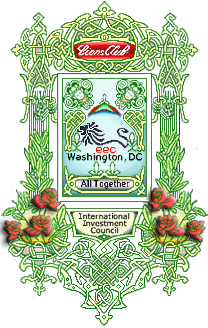 Lions Club
eec
Washington, DC
All Together
International
Investment
Council